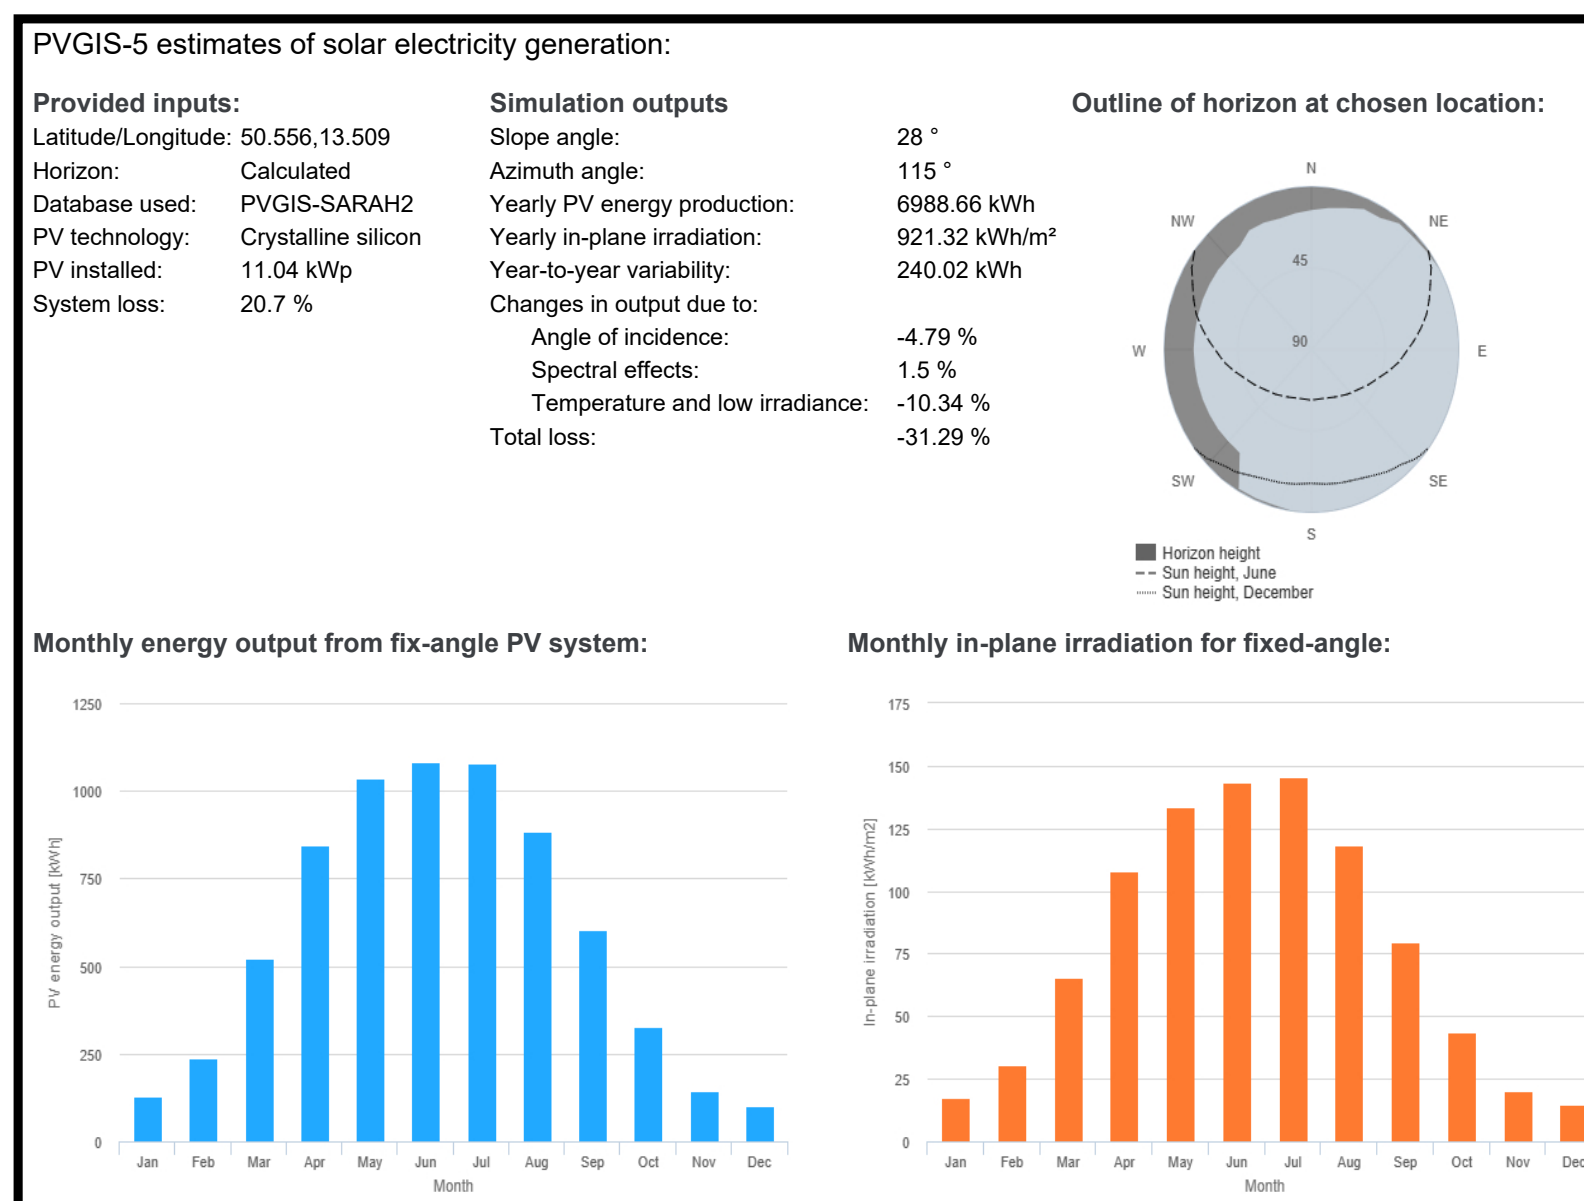 PVGIS-5 estimates of solar electricity generation:
Provided inputs:
Latitude/Longitude: 50.556,13.509
Horizon: Calculated
Database used: PVGIS-SARAH2
PV technology: Crystalline silicon
PV installed: 11.04 kWp
System loss: 20.7 %
Simulation outputs
Slope angle: 28 °
Azimuth angle: 115 °
Yearly PV energy production: 6988.66 kWh
Yearly in-plane irradiation: 921.32 kWh/m²
Year-to-year variability: 240.02 kWh
Changes in output due to:
Angle of incidence: -4.79 %
Spectral effects: 1.5 %
Temperature and low irradiance: -10.34 %
Total loss: -31.29 %
Outline of horizon at chosen location:
N
NW NE
45
W 90 E
SW SE
S
Horizon height
Sun height, June
Sun height, December
Monthly energy output from fix-angle PV system:
1250
1000
750
500
250
0
PV energy output [kWh]
Jan Feb Mar Apr May Jun Jul Aug Sep Oct Nov Dec
Month
Monthly in-plane irradiation for fixed-angle:
175
150
125
100
75
50
25
0
In-plane irradiation [kWh/m2]
Jan Feb Mar Apr May Jun Jul Aug Sep Oct Nov Dec
Month